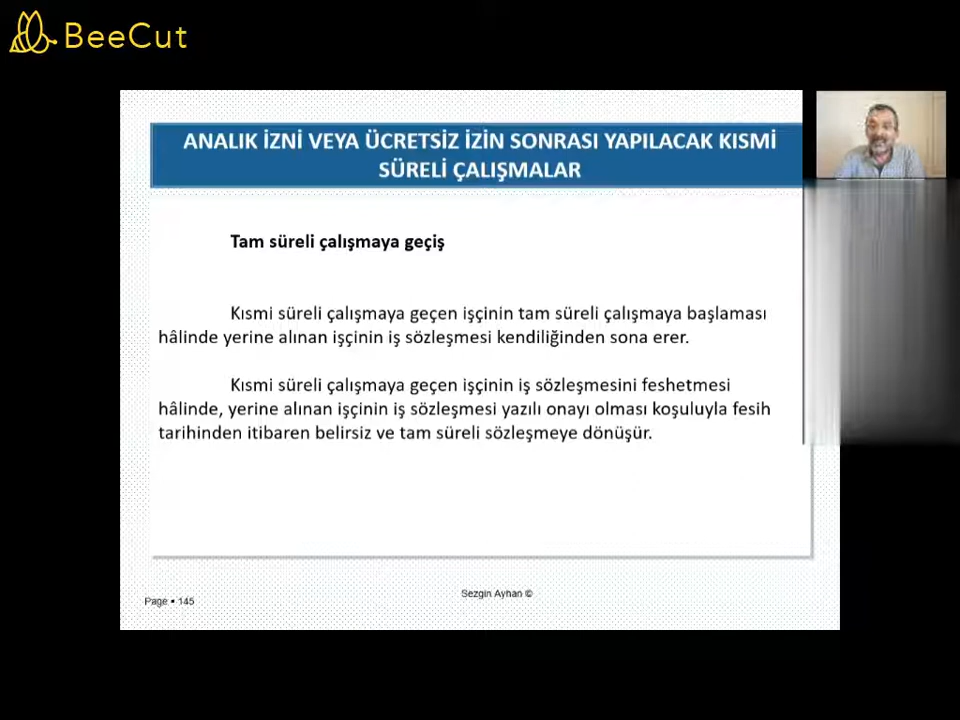 BeeCut
ANALIK İZNİ VEYA ÜCRETSİZ İZİN SONRASI YAPILACAK KISMİ
SÜRELİ ÇALIŞMALAR
Tam süreli çalışmaya geçiş
Kısmi süreli çalışmaya geçen işçinin tam süreli çalışmaya başlaması
hâlinde yerine alınan işçinin iş sözleşmesi kendiliğinden sona erer.
Kısmi süreli çalışmaya geçen işçinin iş sözleşmesini feshetmesi
hâlinde, yerine alınan işçinin iş sözleşmesi yazılı onayı olması koşuluyla fesih
tarihinden itibaren belirsiz ve tam süreli sözleşmeye dönüşür.
Sezgin Ayhan ©
Page ▪ 145